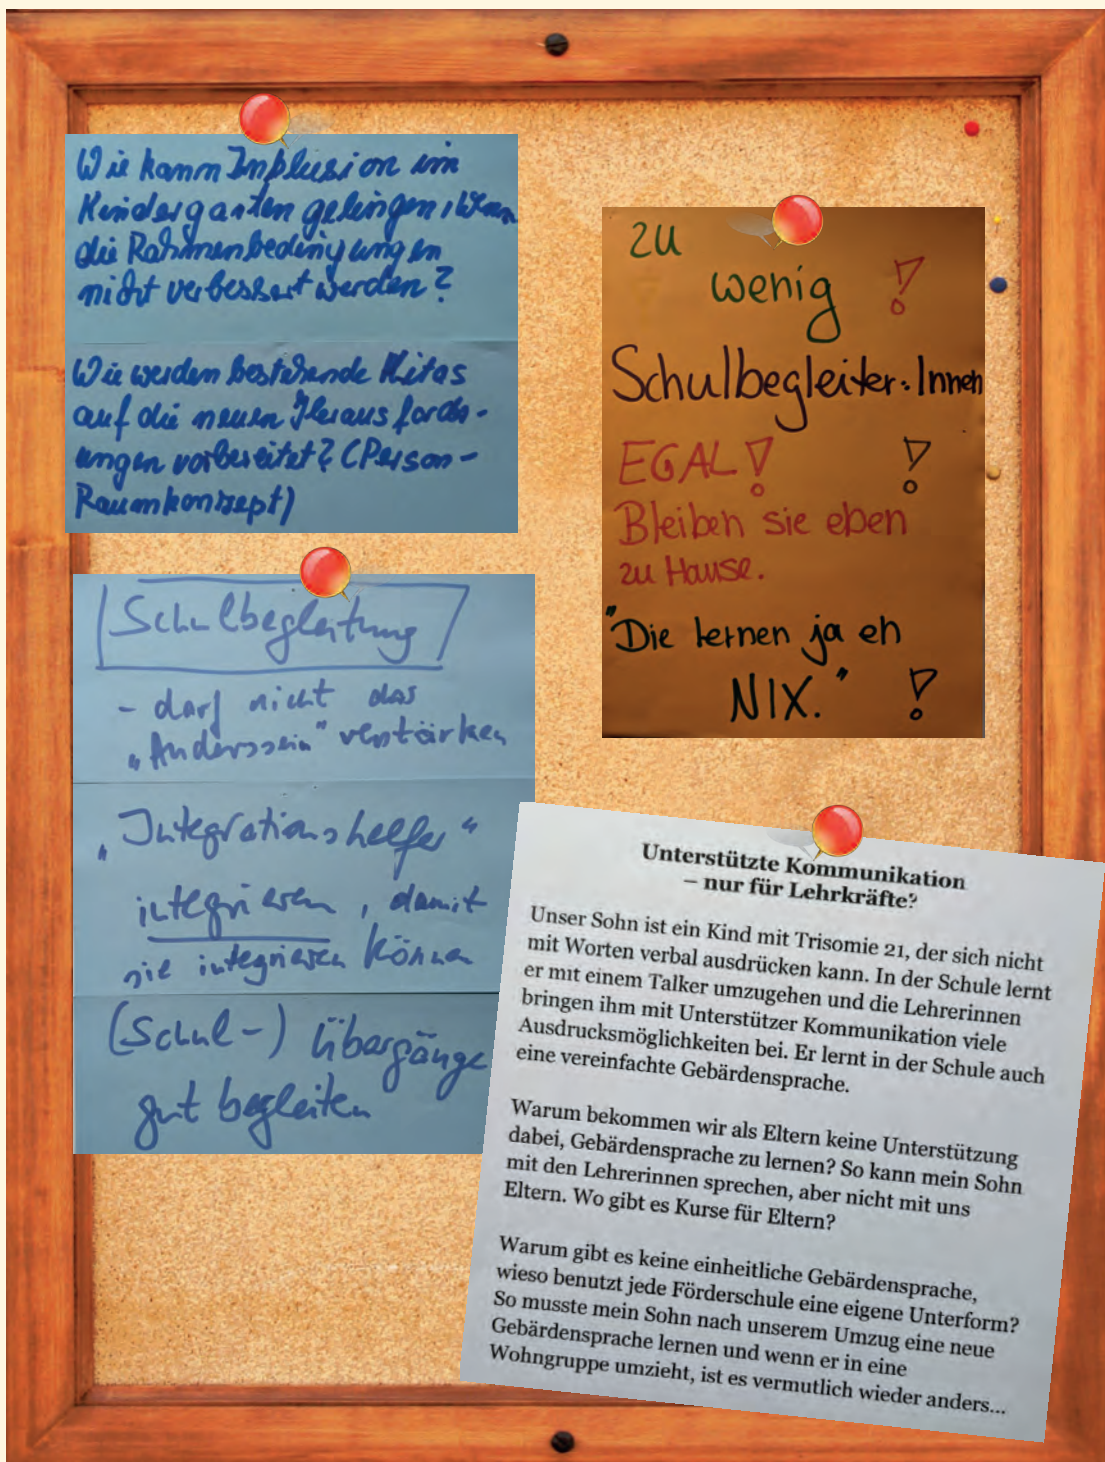 Wie kann Inklusion im
Kindergarten gelingen, wenn
die Rahmenbedingungen
nicht verbessert werden?
Wie werden bestehende Kitas
auf die neuen Herausforder-
ungen vorbereitet? (Person-
Raumkonzept)
zu
wenig !
Schulbegleiter:Innen
EGAL! !
Bleiben sie eben
zu Hause.
"Die lernen ja eh
NIX." !
Schulbegleitung
- darf nicht das
„Anderssein" verstärken
„Integrationshelfer"
integrieren, damit
sie integrieren können
(Schul-) Übergänge
gut begleiten
Unterstützte Kommunikation
– nur für Lehrkräfte?
Unser Sohn ist ein Kind mit Trisomie 21, der sich nicht
mit Worten verbal ausdrücken kann. In der Schule lernt
er mit einem Talker umzugehen und die Lehrerinnen
bringen ihm mit Unterstützer Kommunikation viele
Ausdrucksmöglichkeiten bei. Er lernt in der Schule auch
eine vereinfachte Gebärdensprache.
Warum bekommen wir als Eltern keine Unterstützung
dabei, Gebärdensprache zu lernen? So kann mein Sohn
mit den Lehrerinnen sprechen, aber nicht mit uns
Eltern. Wo gibt es Kurse für Eltern?
Warum gibt es keine einheitliche Gebärdensprache,
wieso benutzt jede Förderschule eine eigene Unterform?
So musste mein Sohn nach unserem Umzug eine neue
Gebärdensprache lernen und wenn er in eine
Wohngruppe umzieht, ist es vermutlich wieder anders...